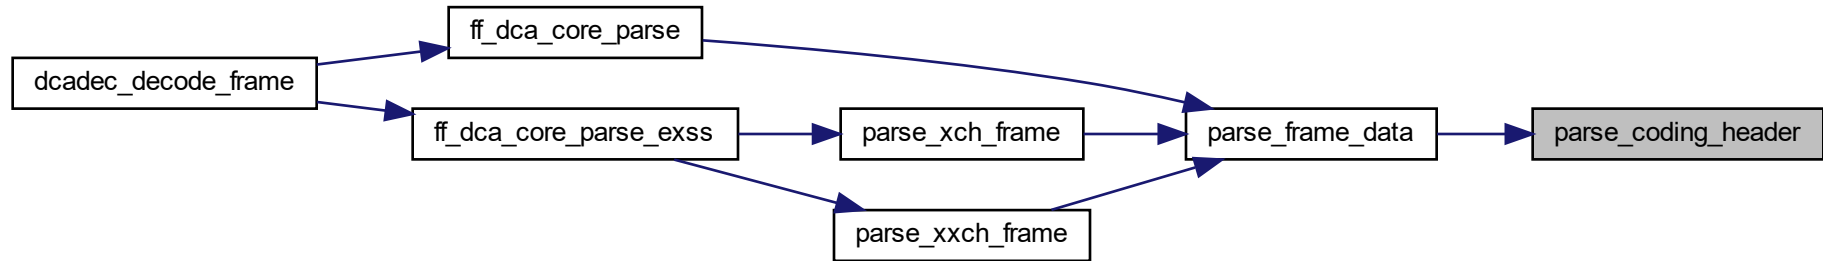 ff_dca_core_parse
dcadec_decode_frame
ff_dca_core_parse_exss
parse_xch_frame
parse_frame_data
parse_coding_header
parse_xxch_frame